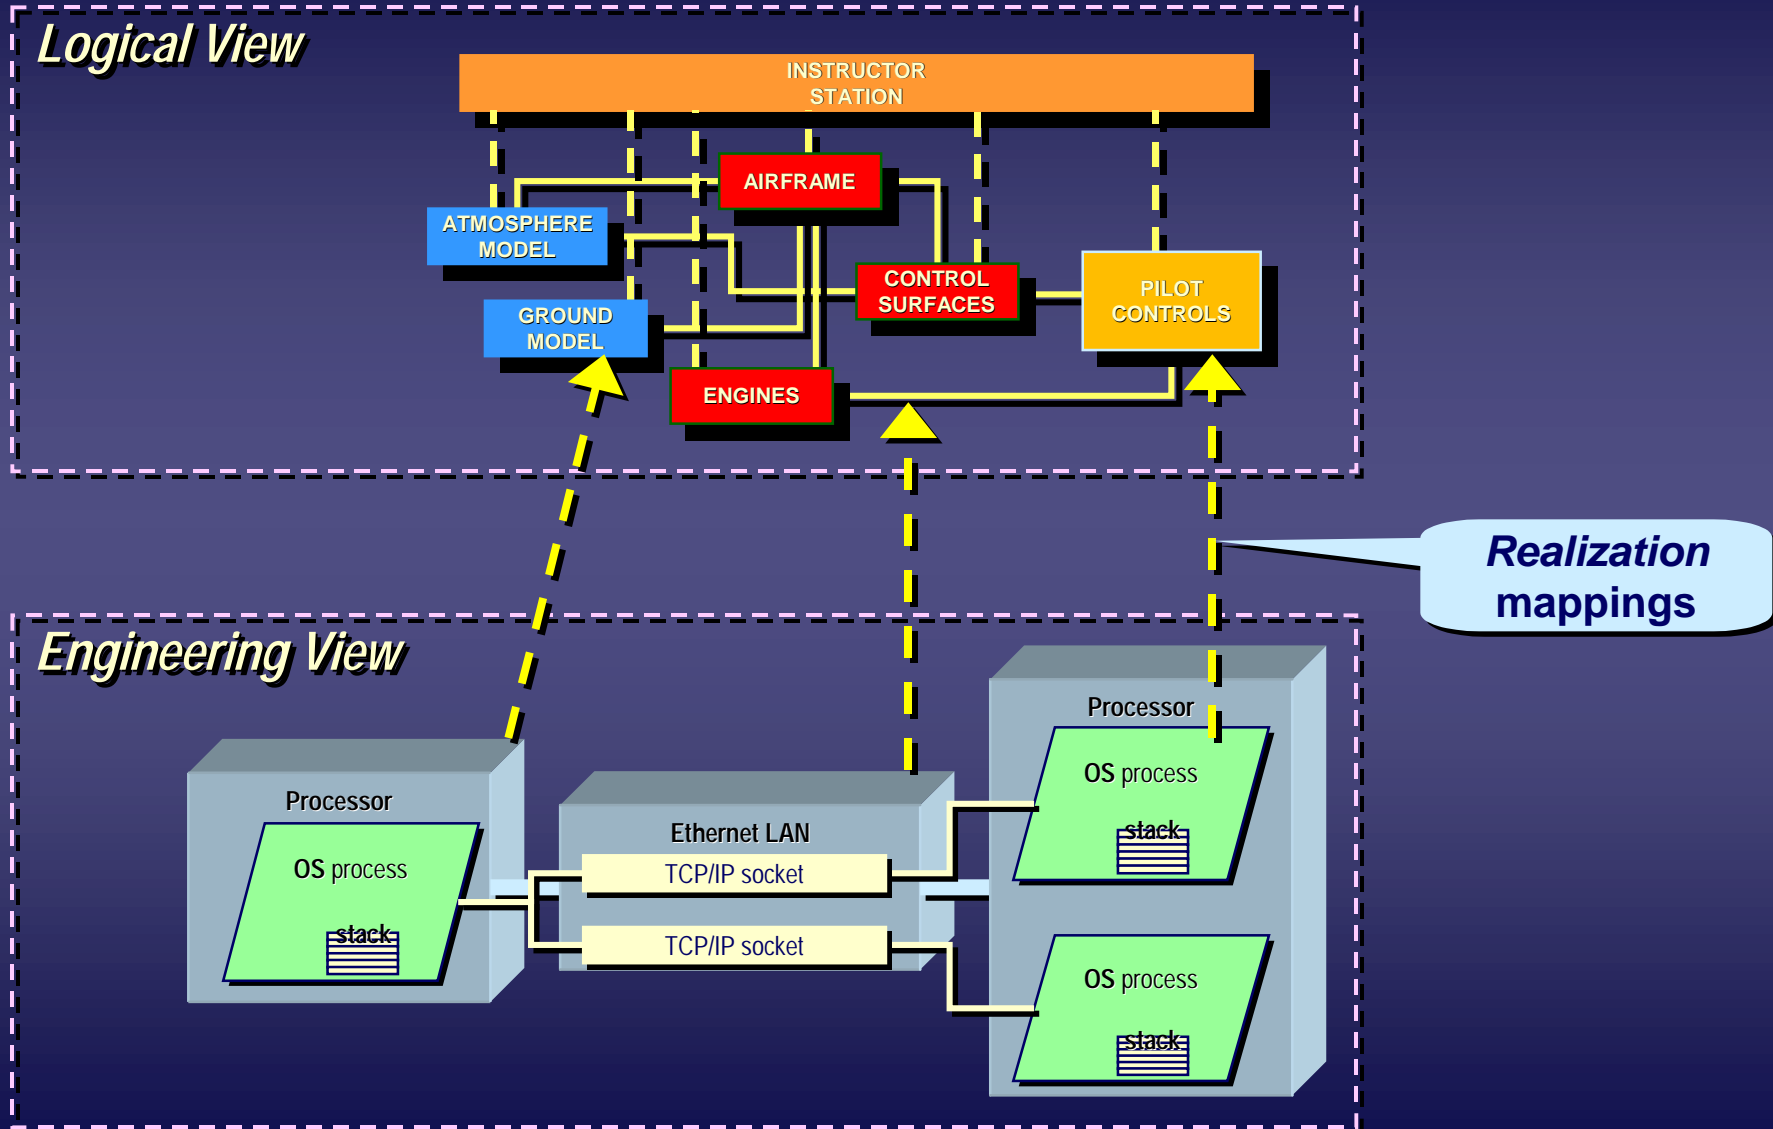 Logical View
INSTRUCTOR
STATION
AIRFRAME
ATMOSPHERE
MODEL
CONTROL
SURFACES
PILOT
CONTROLS
GROUND
MODEL
ENGINES
Realization
mappings
Engineering View
Processor
OS process
stack
Processor
OS process
stack
Ethernet LAN
TCP/IP socket
TCP/IP socket
OS process
stack